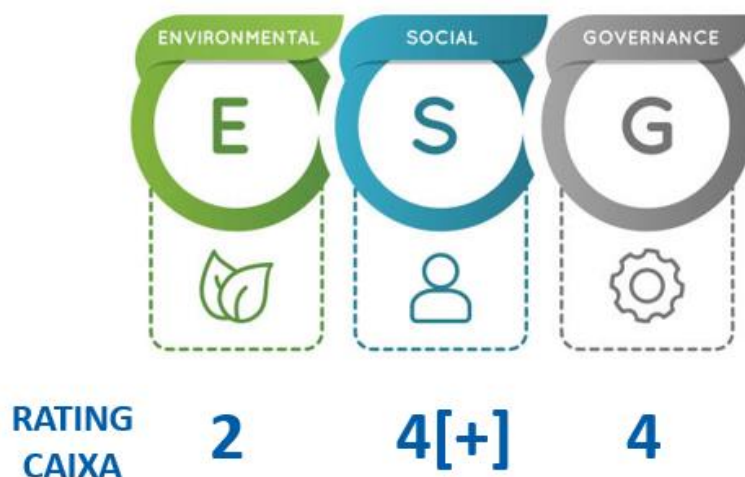 ENVIRONMENTAL SOCIAL GOVERNANCE
E S G
RATING 2 4[+] 4
CAIXA